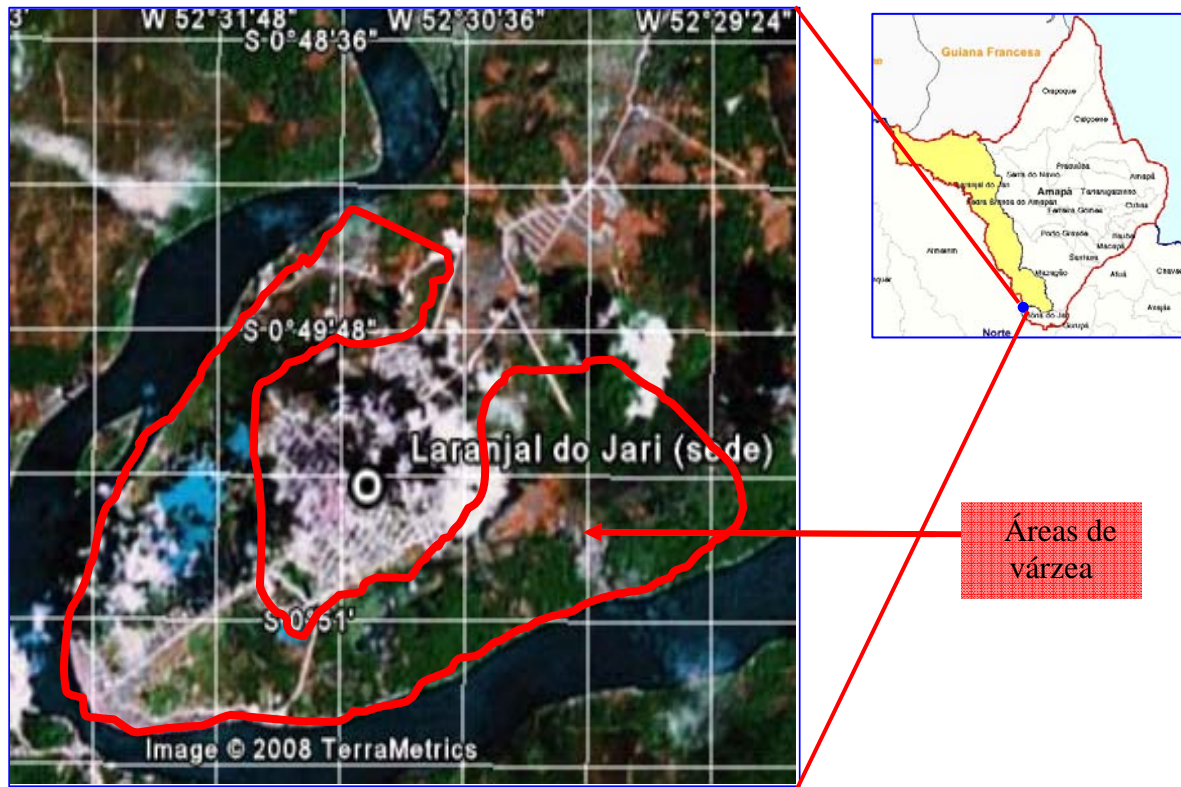 3' W 52°31'48" W 52°30'36" W 52°29'24"
S 0°48'36"
S 0°49'48"
Laranjal do Jari (sede)
S 0°51'
Image © 2008 TerraMetrics
Guiana Francesa
Oiapoque
Calçoene
Pracuúba
Serra do Navio
Amapá
Laranjal do Jari
Amapá
Tartarugalzinho
Pedra Branca do Amapari
Cutias
Ferreira Gomes
Porto Grande
Itaubal
Macapá
Almeirim
Santana
Mazagão
Afuá
Chaves
Anajás
Vitória do Jari
Gurupá
Norte
Áreas de
várzea